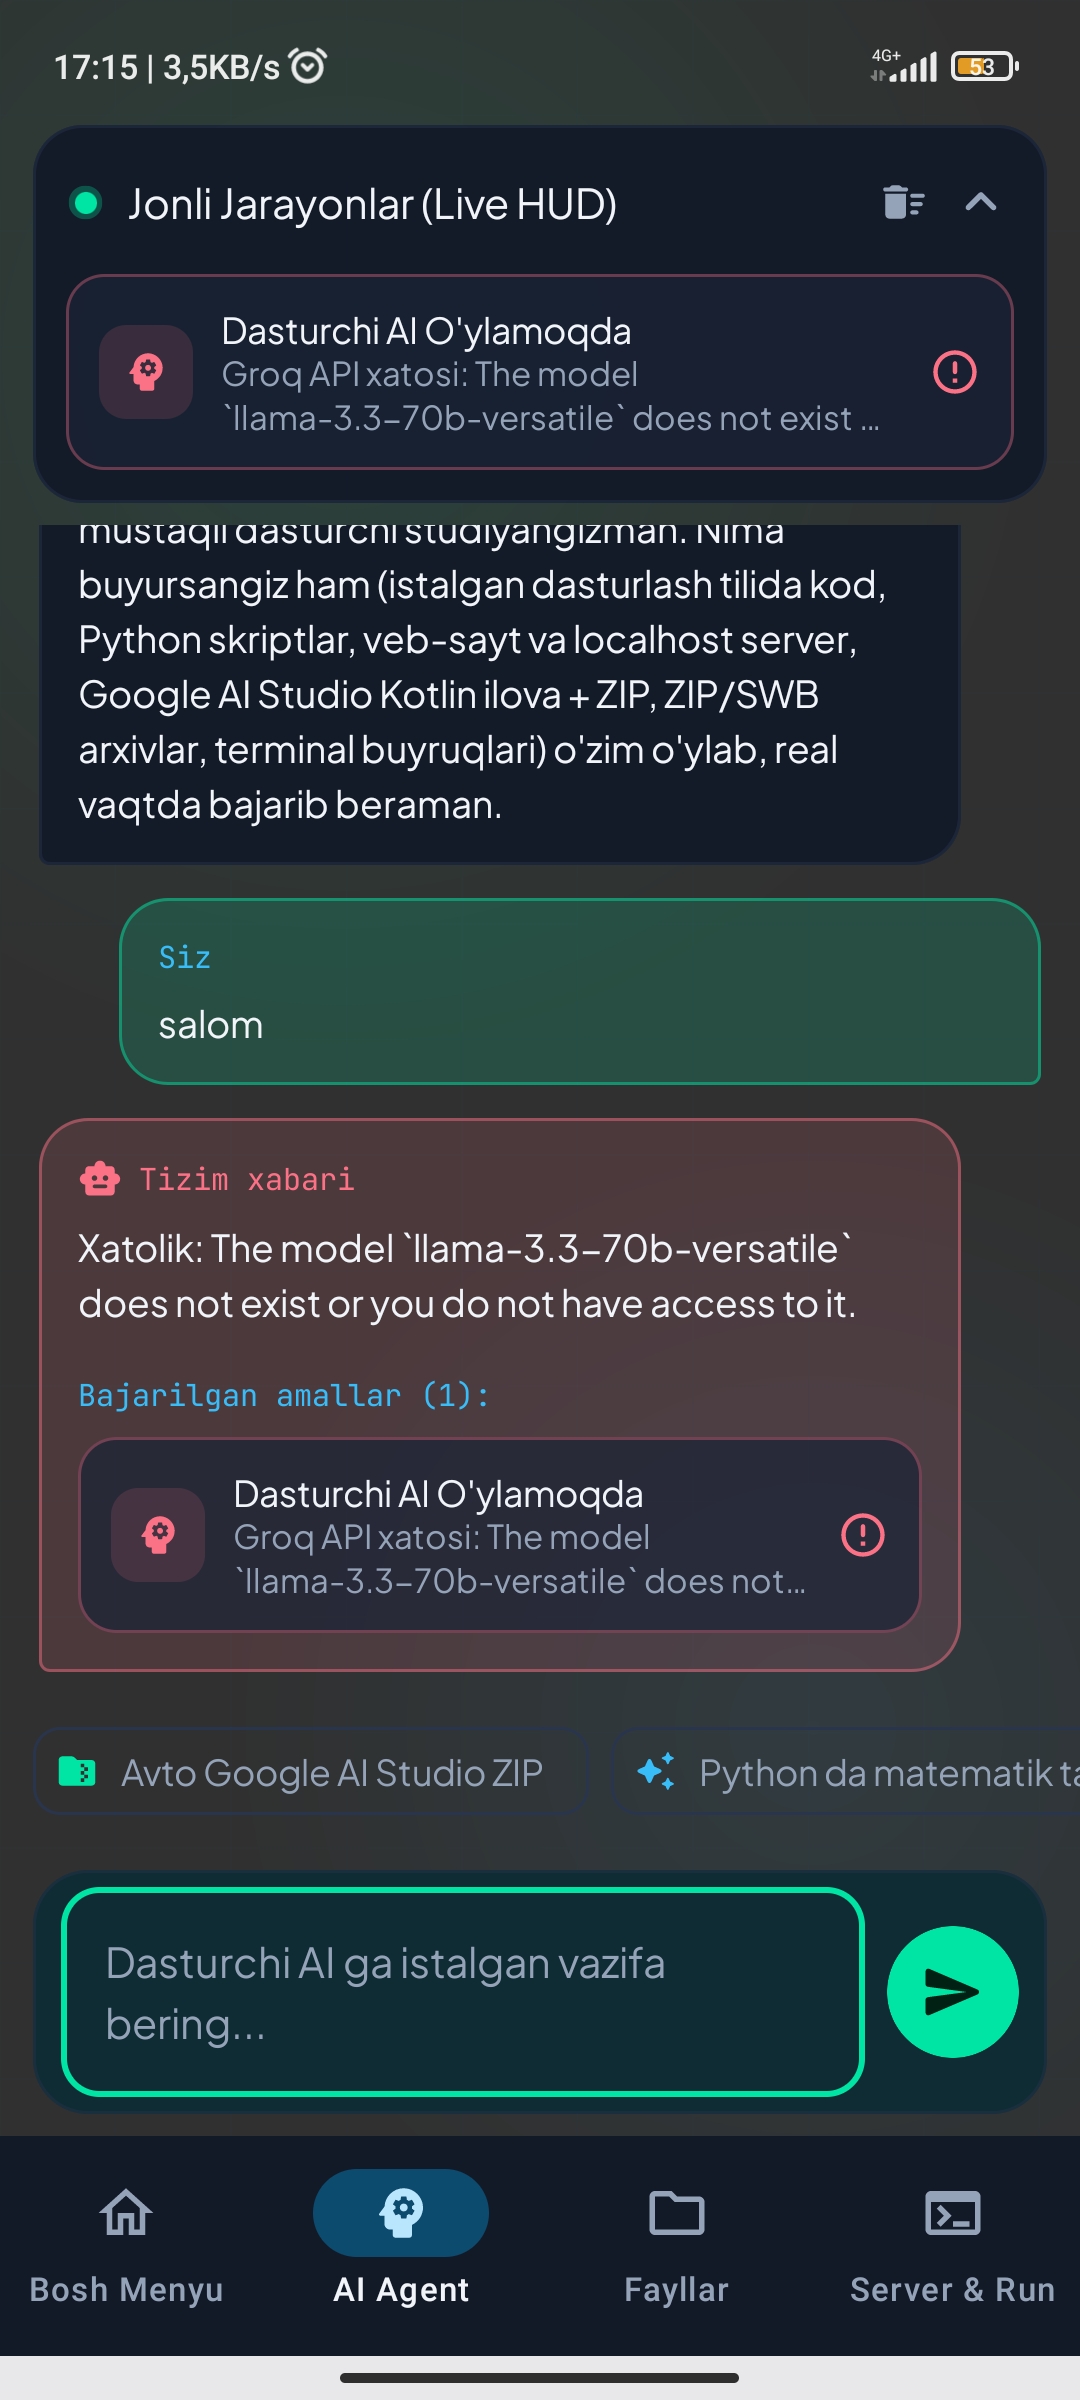 17:15 | 3,5KB/s
4G+
53
Jonli Jarayonlar (Live HUD)
Dasturchi AI O'ylamoqda
Groq API xatosi: The model
`llama-3.3-70b-versatile` does not exist ...
mustaqil dasturchi studiyangizman. Nima
buyursangiz ham (istalgan dasturlash tilida kod,
Python skriptlar, veb-sayt va localhost server,
Google AI Studio Kotlin ilova + ZIP, ZIP/SWB
arxivlar, terminal buyruqlari) o'zim o'ylab, real
vaqtda bajarib beraman.
Siz
salom
Tizim xabari
Xatolik: The model `llama-3.3-70b-versatile`
does not exist or you do not have access to it.
Bajarilgan amallar (1):
Dasturchi AI O'ylamoqda
Groq API xatosi: The model
`llama-3.3-70b-versatile` does not...
Avto Google AI Studio ZIP
Python da matematik ta
Dasturchi AI ga istalgan vazifa
bering...
Bosh Menyu
AI Agent
Fayllar
Server & Run